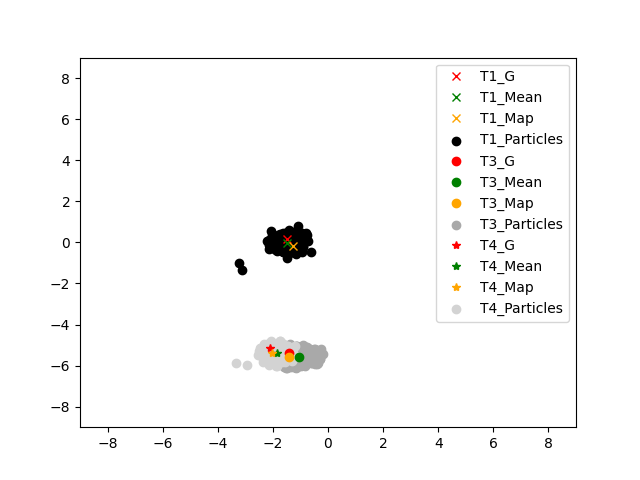 8
6
4
2
0
−2
−4
−6
−8
−8 −6 −4 −2 0 2 4 6 8
T1_G
T1_Mean
T1_Map
T1_Particles
T3_G
T3_Mean
T3_Map
T3_Particles
T4_G
T4_Mean
T4_Map
T4_Particles